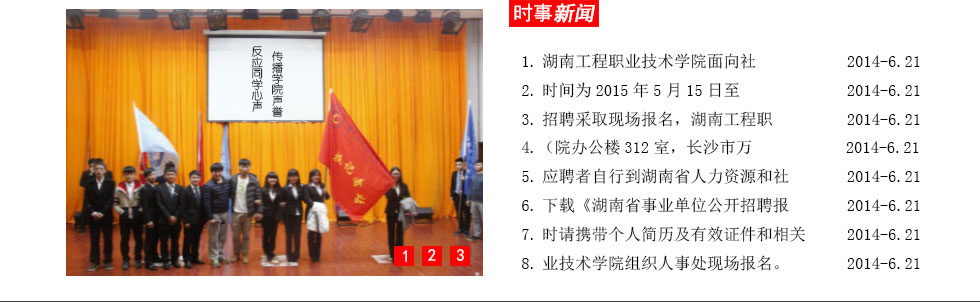 传播学院声誉
反应同学心声
1 2 3
时事新闻
1. 湖南工程职业技术学院面向社 2014-6.21
2. 时间为 2015 年 5 月 15 日至 2014-6.21
3. 招聘采取现场报名，湖南工程职 2014-6.21
4. （院办公楼 312 室，长沙市万 2014-6.21
5. 应聘者自行到湖南省人力资源和社 2014-6.21
6. 下载《湖南省事业单位公开招聘报 2014-6.21
7. 时请携带个人简历及有效证件和相关 2014-6.21
8. 业技术学院组织人事处现场报名。 2014-6.21